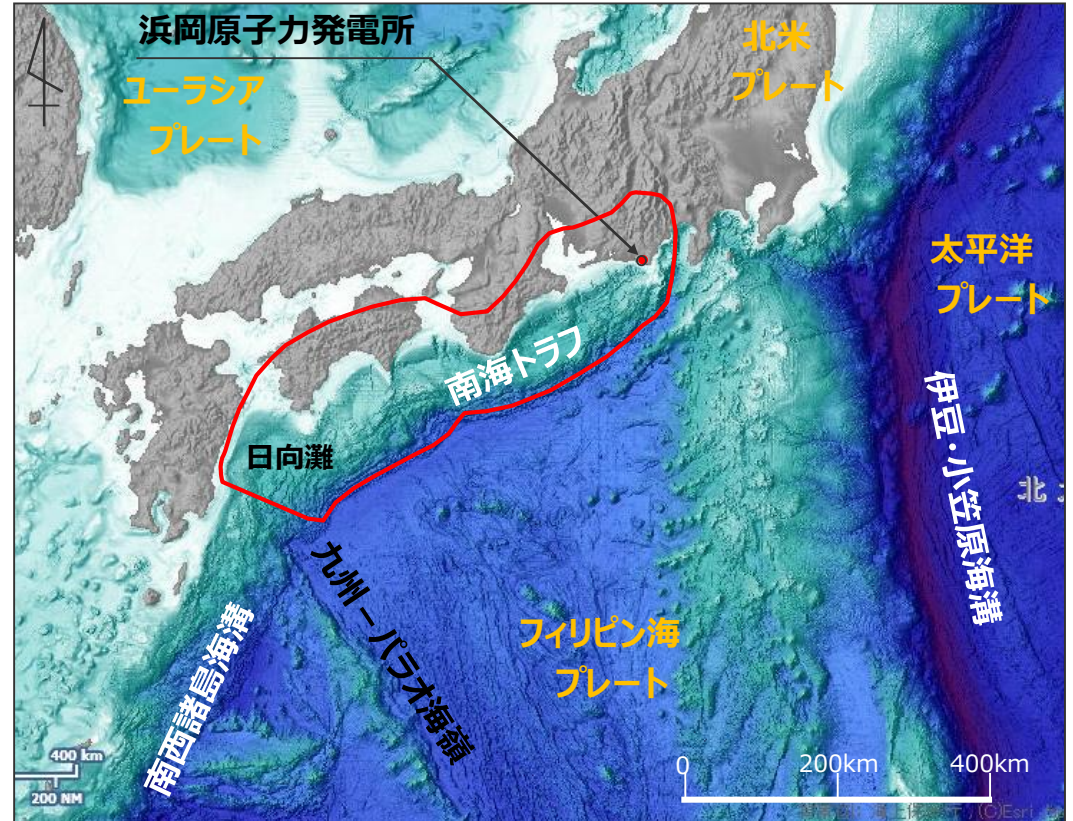 浜岡原子力発電所
ユーラシア
プレート
北米
プレート
太平洋
プレート
南海トラフ
日向灘
伊豆・小笠原海溝
北
九州－パラオ海嶺
フィリピン海
プレート
南西諸島海溝
400 km
200 NM
0 200km 400km
(C)Esri